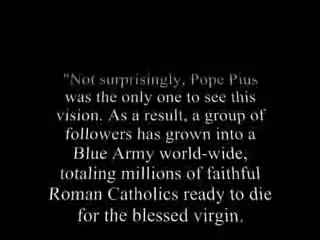 "Not surprisingly, Pope Pius
was the only one to see this
vision. As a result, a group of
followers has grown into a
Blue Army world-wide,
totaling millions of faithful
Roman Catholics ready to die
for the blessed virgin.